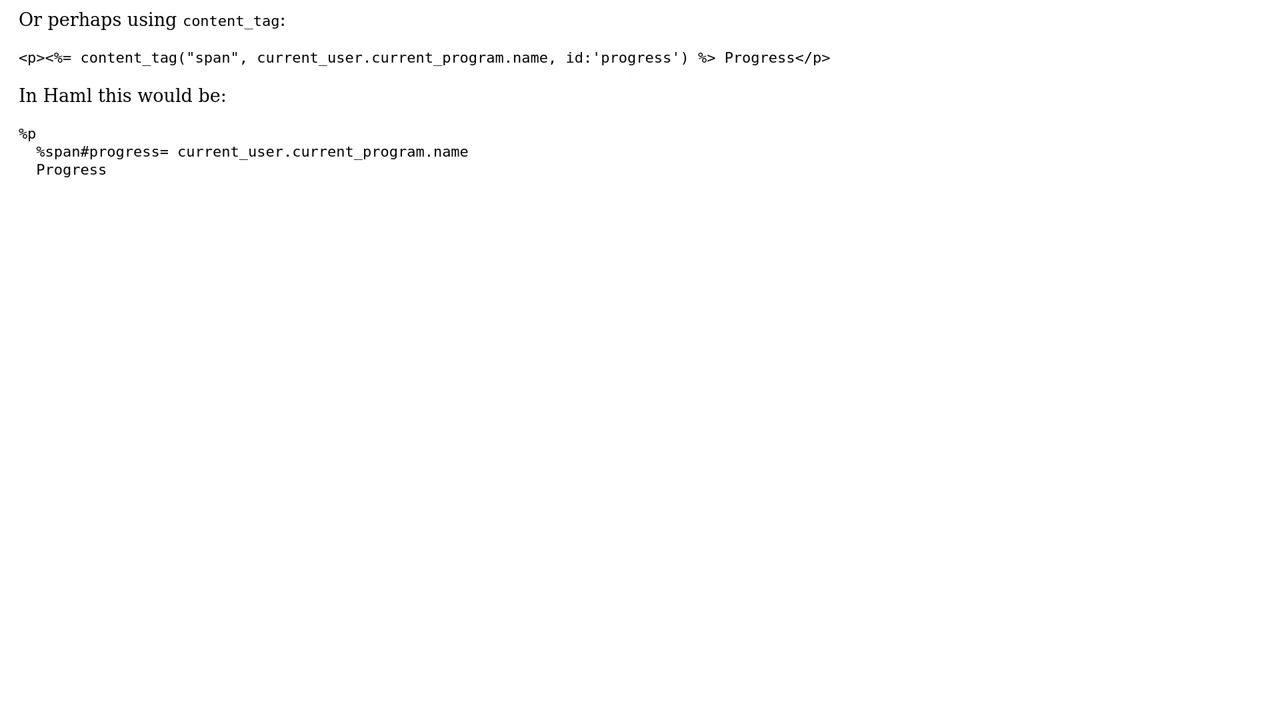 Or perhaps using content_tag:
<p><%= content_tag("span", current_user.current_program.name, id:'progress') %> Progress</p>
In Haml this would be:
%p
  %span#progress= current_user.current_program.name
  Progress